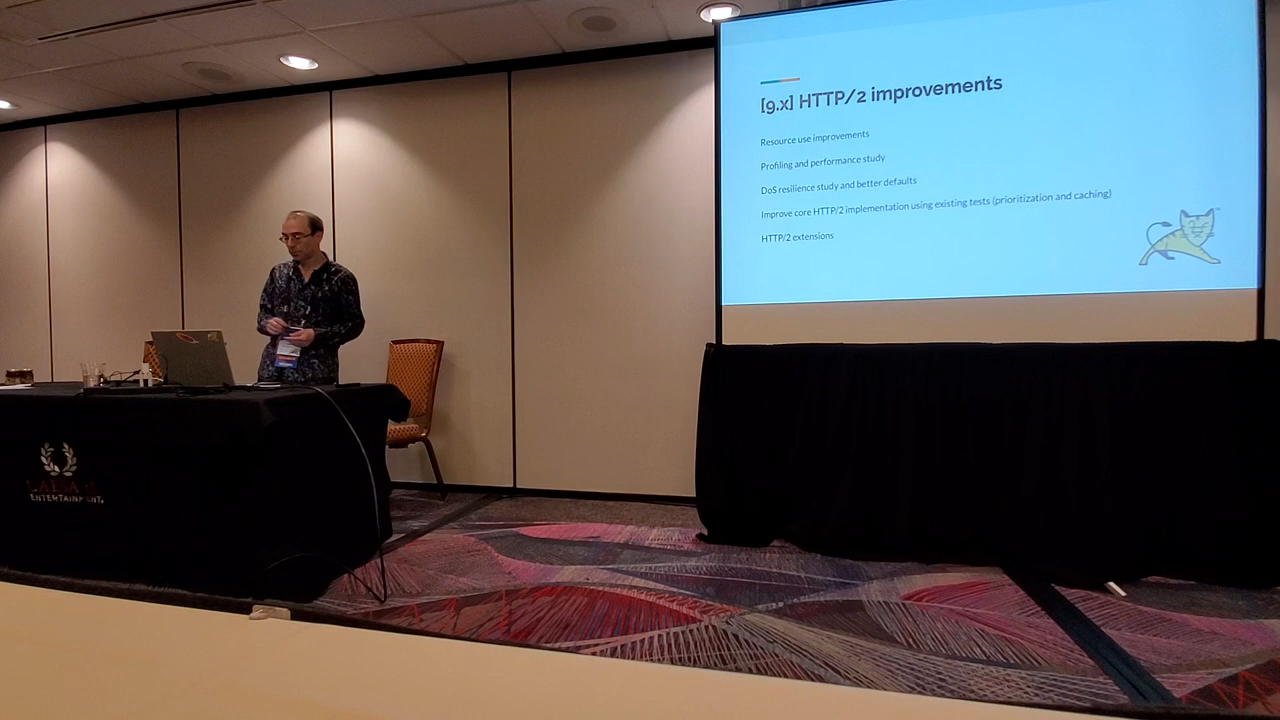 [9.x] HTTP/2 improvements
Resource use improvements
Profiling and performance study
DoS resilience study and better defaults
Improve core HTTP/2 implementation using existing tests (prioritization and caching)
HTTP/2 extensions
ENTERTAINMENT